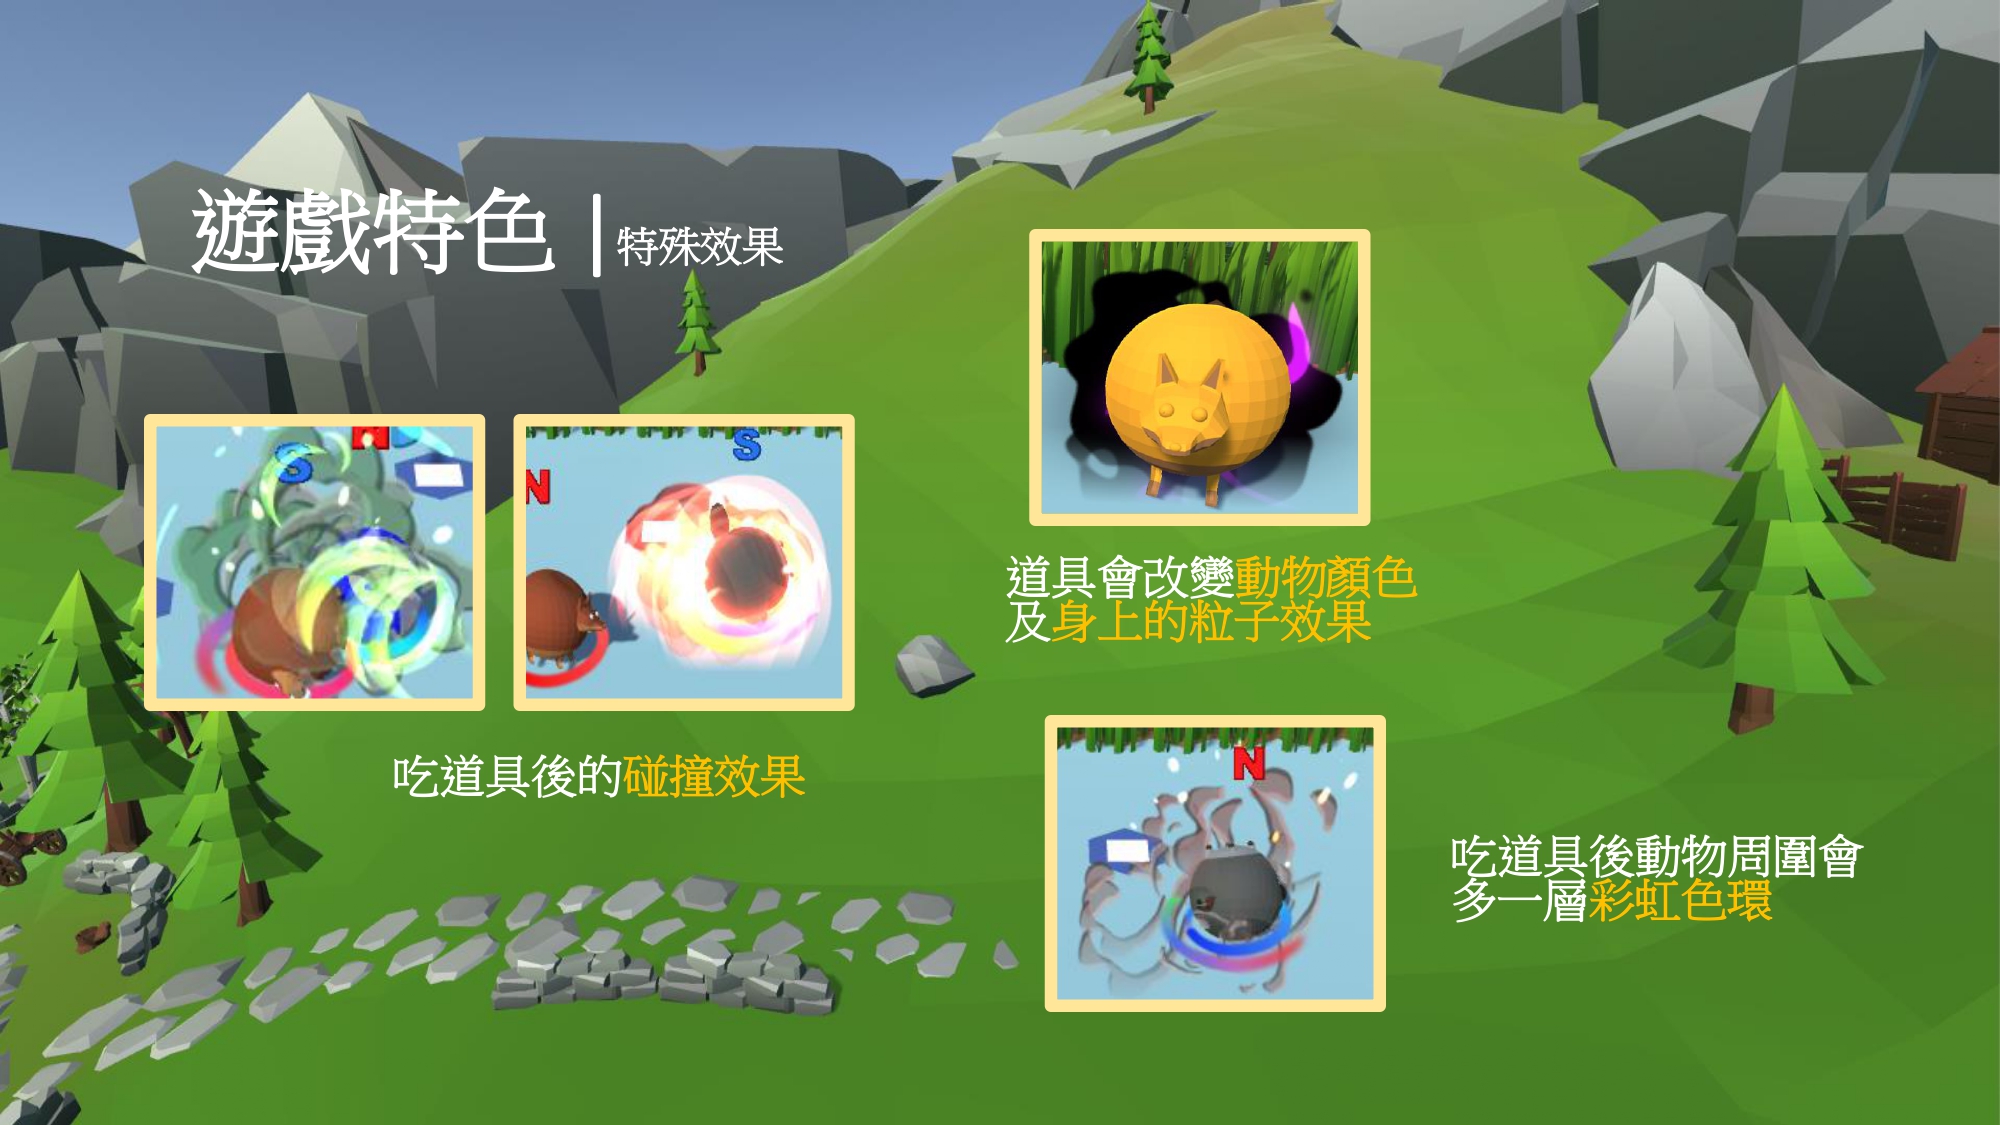 遊戲特色 | 特殊效果
S
N
N
S
吃道具後的碰撞效果
道具會改變動物顏色
及身上的粒子效果
N
吃道具後動物周圍會
多一層彩虹色環